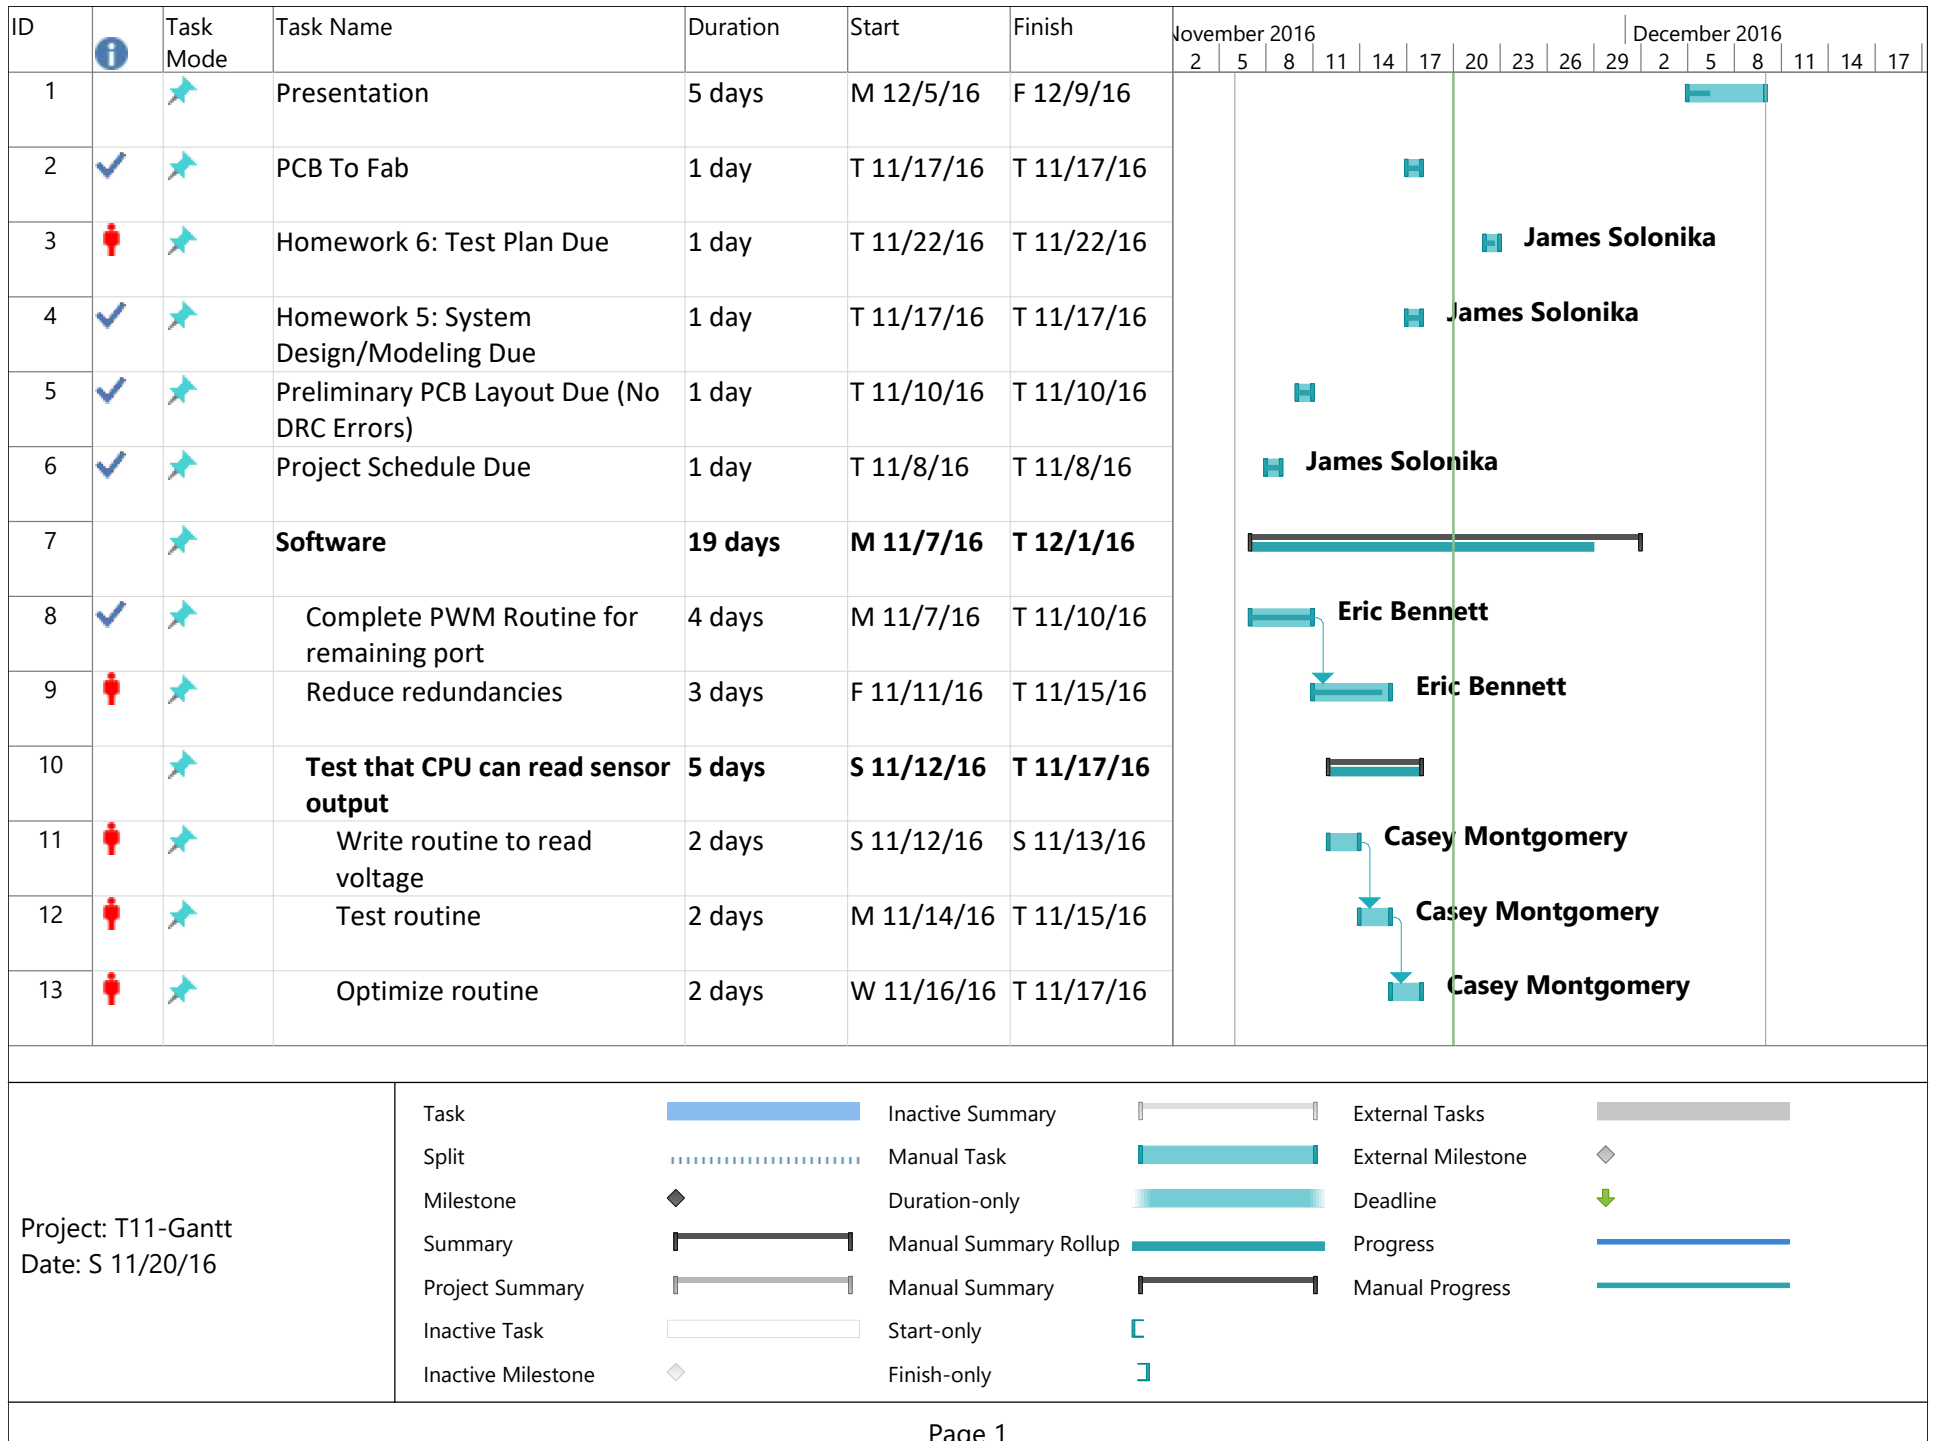 ID Task Mode Task Name Duration Start Finish
November 2016 December 2016
2 5 8 11 14 17 20 23 26 29 2 5 8 11 14 17
1 Presentation 5 days M 12/5/16 F 12/9/16
2 PCB To Fab 1 day T 11/17/16 T 11/17/16
3 Homework 6: Test Plan Due 1 day T 11/22/16 T 11/22/16 James Solonika
4 Homework 5: System 1 day T 11/17/16 T 11/17/16 James Solonika
Design/Modeling Due
5 Preliminary PCB Layout Due (No 1 day T 11/10/16 T 11/10/16
DRC Errors)
6 Project Schedule Due 1 day T 11/8/16 T 11/8/16 James Solonika
7 Software 19 days M 11/7/16 T 12/1/16
8 Complete PWM Routine for 4 days M 11/7/16 T 11/10/16 Eric Bennett
remaining port
9 Reduce redundancies 3 days F 11/11/16 T 11/15/16 Eric Bennett
10 Test that CPU can read sensor 5 days S 11/12/16 T 11/17/16
output
11 Write routine to read 2 days S 11/12/16 S 11/13/16 Casey Montgomery
voltage
12 Test routine 2 days M 11/14/16 T 11/15/16 Casey Montgomery
13 Optimize routine 2 days W 11/16/16 T 11/17/16 Casey Montgomery
Project: T11-Gantt
Date: S 11/20/16
Task
Split
Milestone
Summary
Project Summary
Inactive Task
Inactive Milestone
Inactive Summary
Manual Task
Duration-only
Manual Summary Rollup
Manual Summary
Start-only
Finish-only
External Tasks
External Milestone
Deadline
Progress
Manual Progress
Page 1